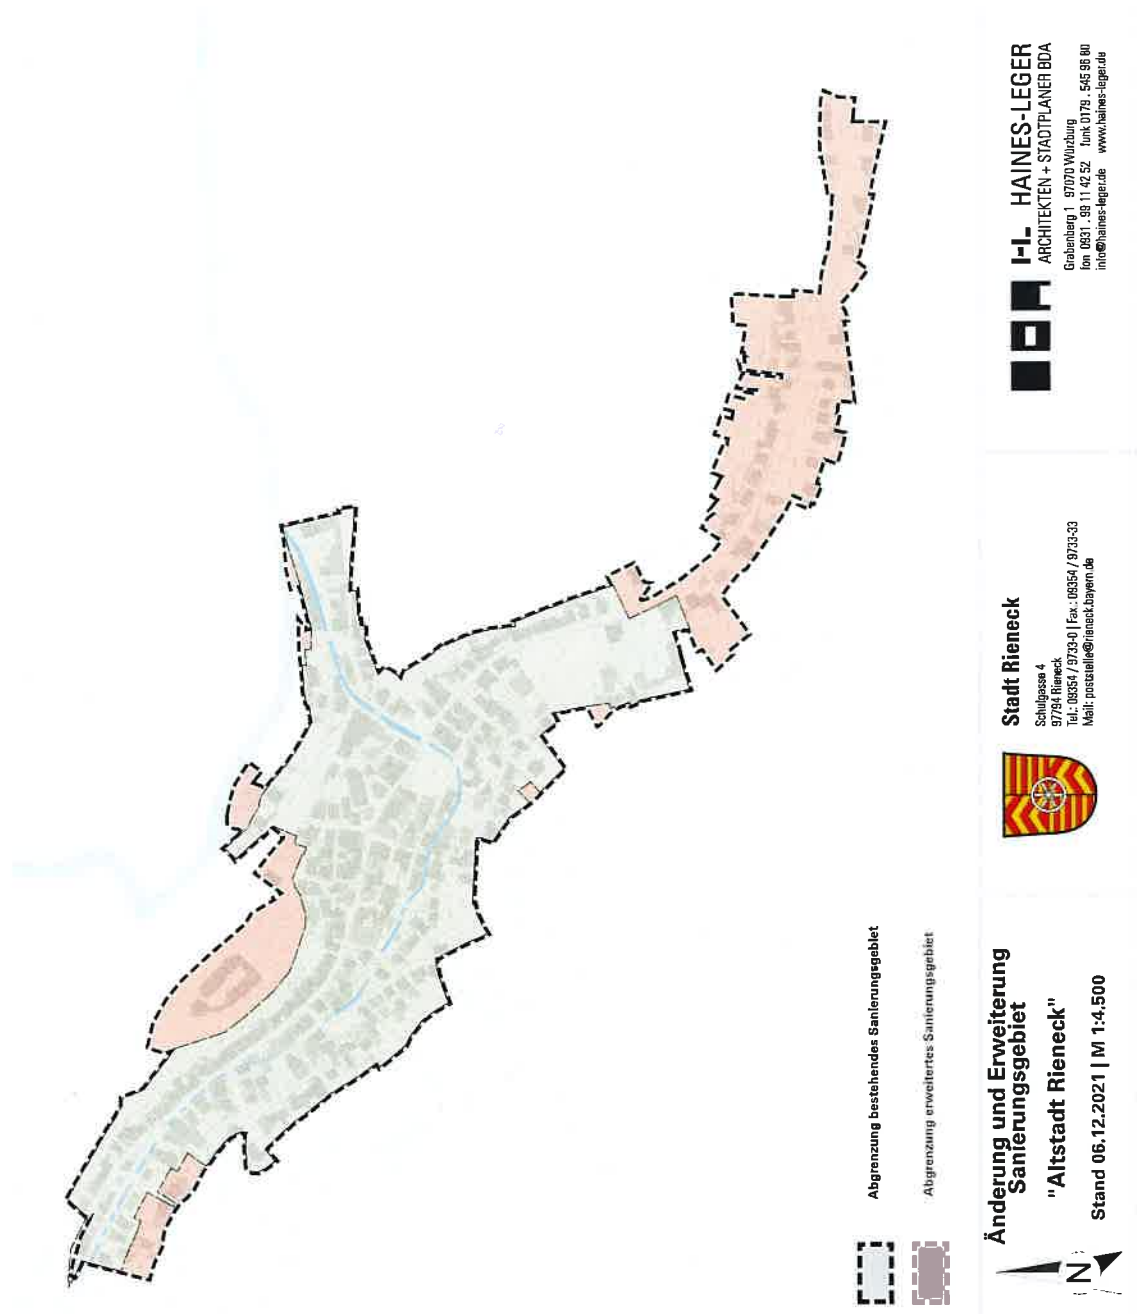 Abgrenzung bestehendes Sanierungsgebiet
Abgrenzung erweitertes Sanierungsgebiet
Änderung und Erweiterung
Sanierungsgebiet
"Altstadt Rieneck"
Stand 06.12.2021 | M 1:4.500
N
Stadt Rieneck
Schulgasse 4
97794 Rieneck
Tel.: 09354 / 9733-0 | Fax.: 09354 / 9733-33
Mail: poststelle@rieneck.bayern.de
HAINES-LEGER
ARCHITEKTEN + STADTPLANER BDA
Grabenberg 1 97070 Würzburg
fon 0931 . 99 11 42 52 funk 0179 . 545 96 80
info@haines-leger.de www.haines-leger.de